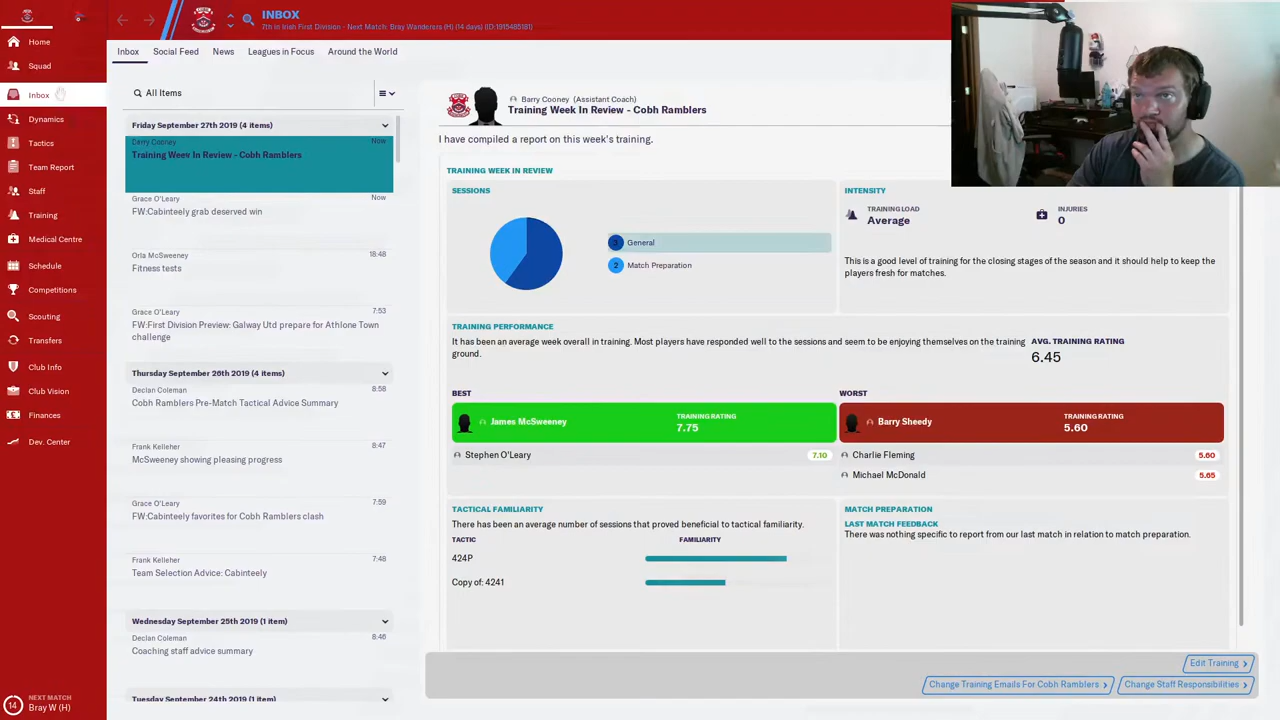 INBOX
7th in Irish First Division - Next Match: Bray Wanderers (H) (14 days) (ID:1915485181)
Home
Squad
Inbox
Dynamics
Tactics
Team Report
Staff
Training
Medical Centre
Schedule
Competitions
Scouting
Transfers
Club Info
Club Vision
Finances
Dev. Center
14
NEXT MATCH
Bray W (H)
Inbox
Social Feed
News
Leagues in Focus
Around the World
All Items
Friday September 27th 2019 (4 items)
Now
Training Week In Review - Cobh Ramblers
Grace O'Leary
Now
FW:Cabinteely grab deserved win
Orla McSweeney
18:48
Fitness tests
Grace O'Leary
7:53
FW:First Division Preview: Galway Utd prepare for Athlone Town
challenge
Thursday September 26th 2019 (4 items)
Declan Coleman
8:58
Cobh Ramblers Pre-Match Tactical Advice Summary
Frank Kelleher
8:47
McSweeney showing pleasing progress
Grace O'Leary
7:59
FW:Cabinteely favorites for Cobh Ramblers clash
Frank Kelleher
7:48
Team Selection Advice: Cabinteely
Wednesday September 25th 2019 (1 item)
Declan Coleman
8:46
Coaching staff advice summary
Tuesday September 24th 2019 (1 item)
Barry Cooney (Assistant Coach)
Training Week In Review - Cobh Ramblers
I have compiled a report on this week's training.
TRAINING WEEK IN REVIEW
SESSIONS
3 General
2 Match Preparation
INTENSITY
TRAINING LOAD
Average
INJURIES
0
This is a good level of training for the closing stages of the season and it should help to keep the
players fresh for matches.
TRAINING PERFORMANCE
It has been an average week overall in training. Most players have responded well to the sessions and seem to be enjoying themselves on the training
ground.
AVG. TRAINING RATING
6.45
BEST
James McSweeney
TRAINING RATING
7.75
Stephen O'Leary
7.10
WORST
Barry Sheedy
TRAINING RATING
5.60
Charlie Fleming
5.60
Michael McDonald
5.65
TACTICAL FAMILIARITY
There has been an average number of sessions that proved beneficial to tactical familiarity.
TACTIC
FAMILIARITY
424P
Copy of: 4241
MATCH PREPARATION
LAST MATCH FEEDBACK
There was nothing specific to report from our last match in relation to match preparation.
Edit Training
Change Training Emails For Cobh Ramblers
Change Staff Responsibilities